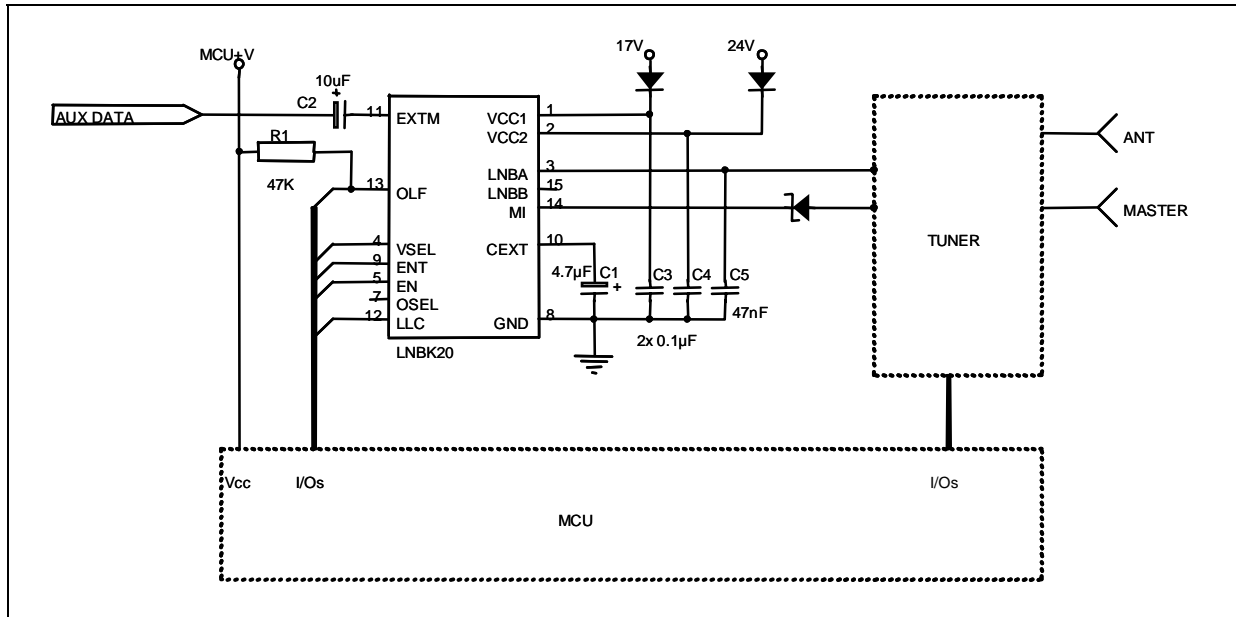 MCU+V
17V
24V
10uF
+
C2
AUX DATA
11
EXTM
VCC1
1
VCC2
2
ANT
R1
47K
LNBA
3
LNBB
15
13
OLF
MI
14
MASTER
TUNER
4
VSEL
CEXT
10
9
ENT
4.7µF
C1
+
C3
C4
C5
5
EN
7
OSEL
47nF
12
LLC
GND
8
2x 0.1µF
LNBK20
Vcc
I/Os
I/Os
MCU